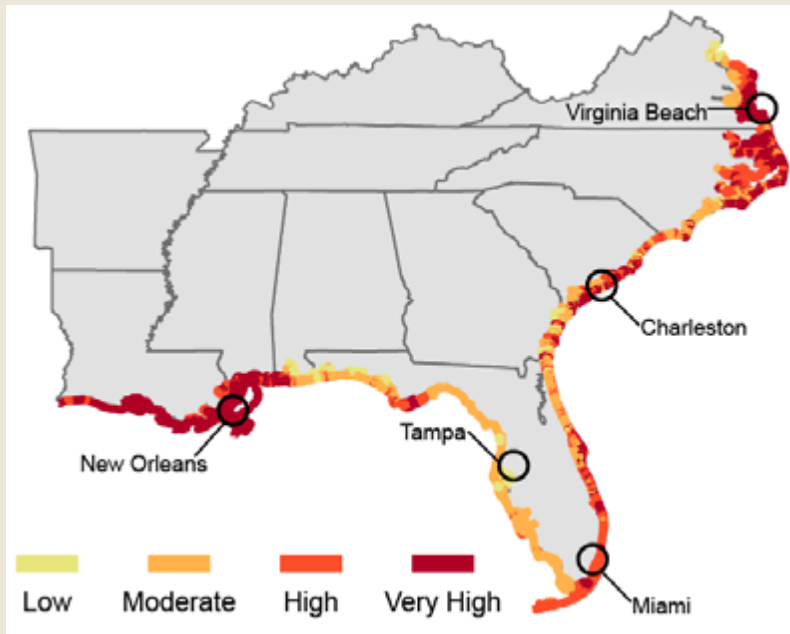 Virginia Beach
Charleston
New Orleans
Tampa
Miami
Low Moderate High Very High